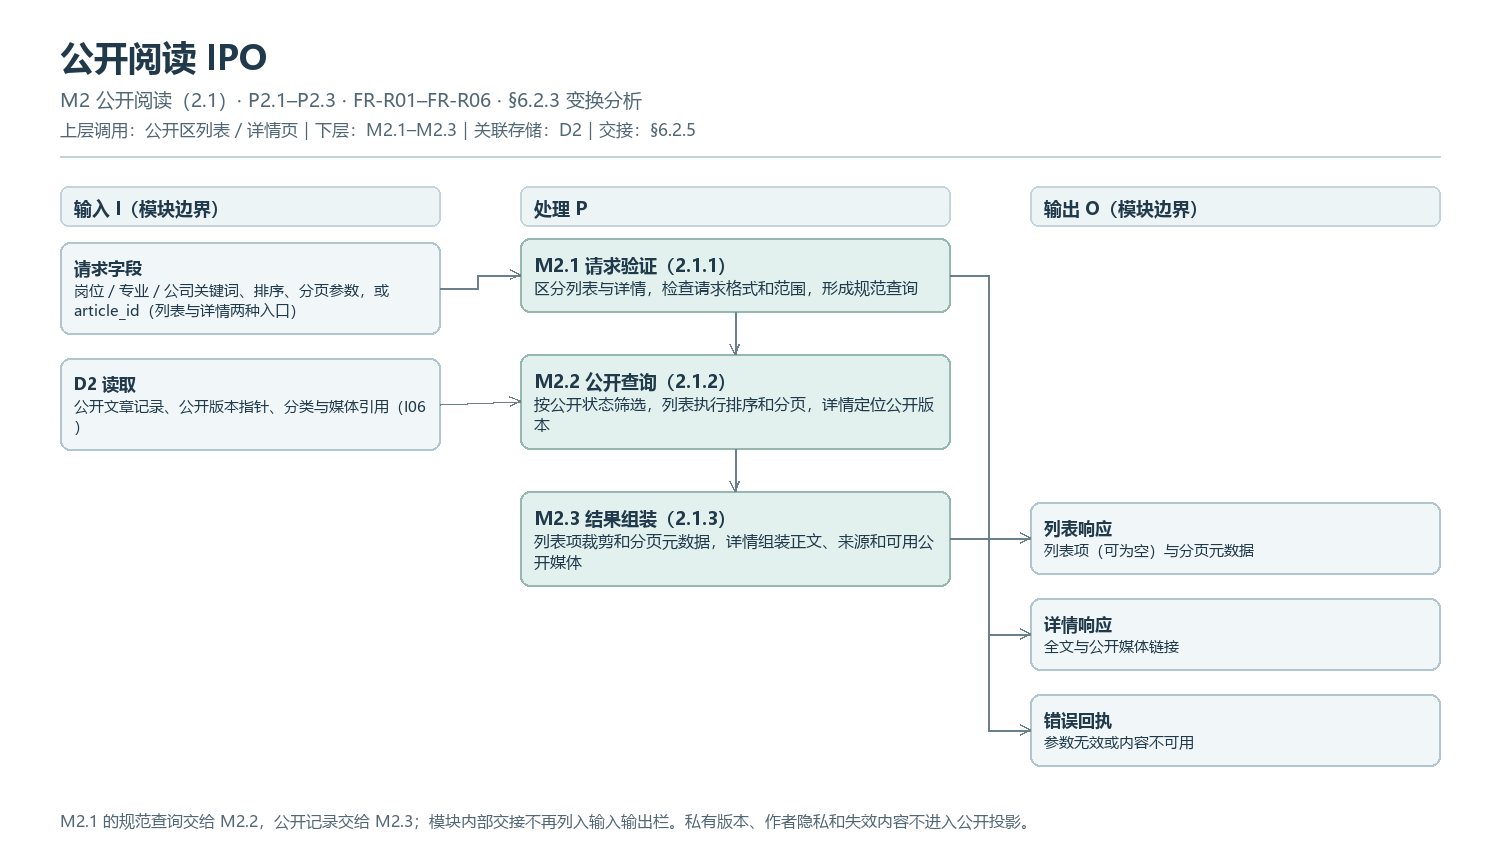 公开阅读 IPO
M2 公开阅读（2.1）· P2.1–P2.3 · FR-R01–FR-R06 · §6.2.3 变换分析
上层调用：公开区列表 / 详情页 | 下层：M2.1–M2.3 | 关联存储：D2 | 交接：§6.2.5
输入 I（模块边界）
处理 P
输出 O（模块边界）
请求字段
岗位 / 专业 / 公司关键词、排序、分页参数，或
article_id（列表与详情两种入口）
D2 读取
公开文章记录、公开版本指针、分类与媒体引用（I06
）
M2.1 请求验证（2.1.1）
区分列表与详情，检查请求格式和范围，形成规范查询
M2.2 公开查询（2.1.2）
按公开状态筛选，列表执行排序和分页，详情定位公开版
本
M2.3 结果组装（2.1.3）
列表项裁剪和分页元数据，详情组装正文、来源和可用公
开媒体
列表响应
列表项（可为空）与分页元数据
详情响应
全文与公开媒体链接
错误回执
参数无效或内容不可用
M2.1 的规范查询交给 M2.2，公开记录交给 M2.3；模块内部交接不再列入输入输出栏。私有版本、作者隐私和失效内容不进入公开投影。